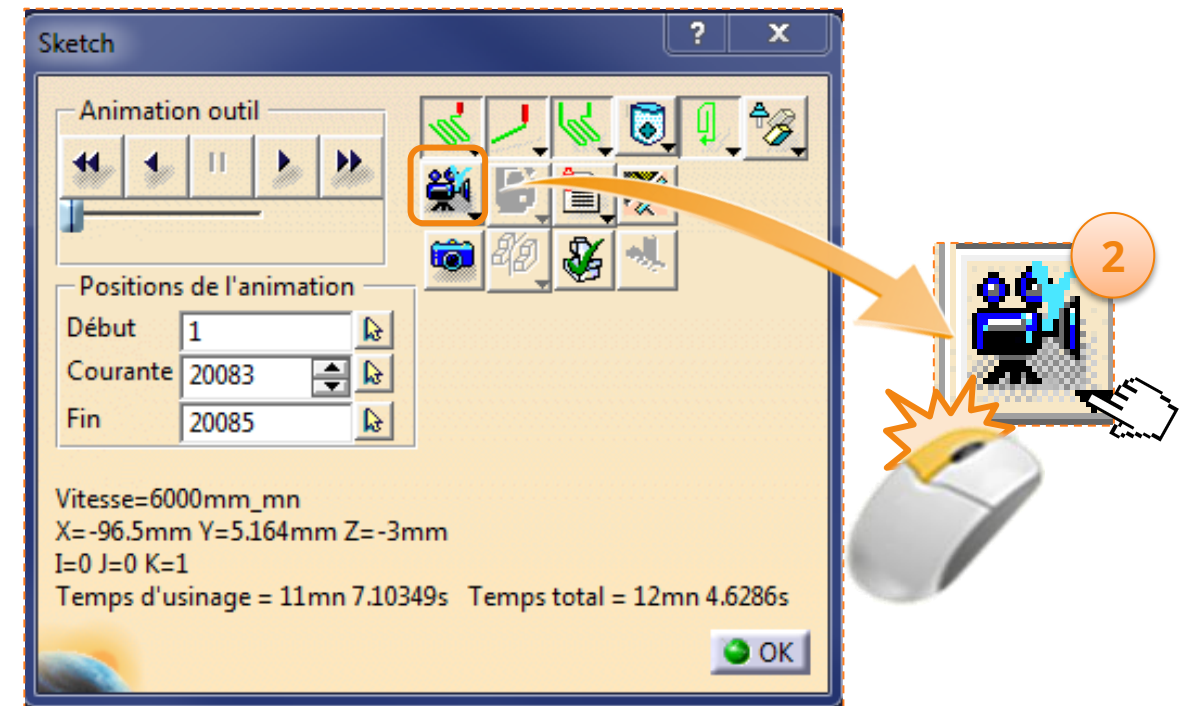 Sketch
?
X
Animation outil
Positions de l'animation
Début
1
Courante
20083
Fin
20085
2
Vitesse=6000mm_mn
X=-96.5mm Y=5.164mm Z=-3mm
I=0 J=0 K=1
Temps d'usinage = 11mn 7.10349s Temps total = 12mn 4.6286s
OK